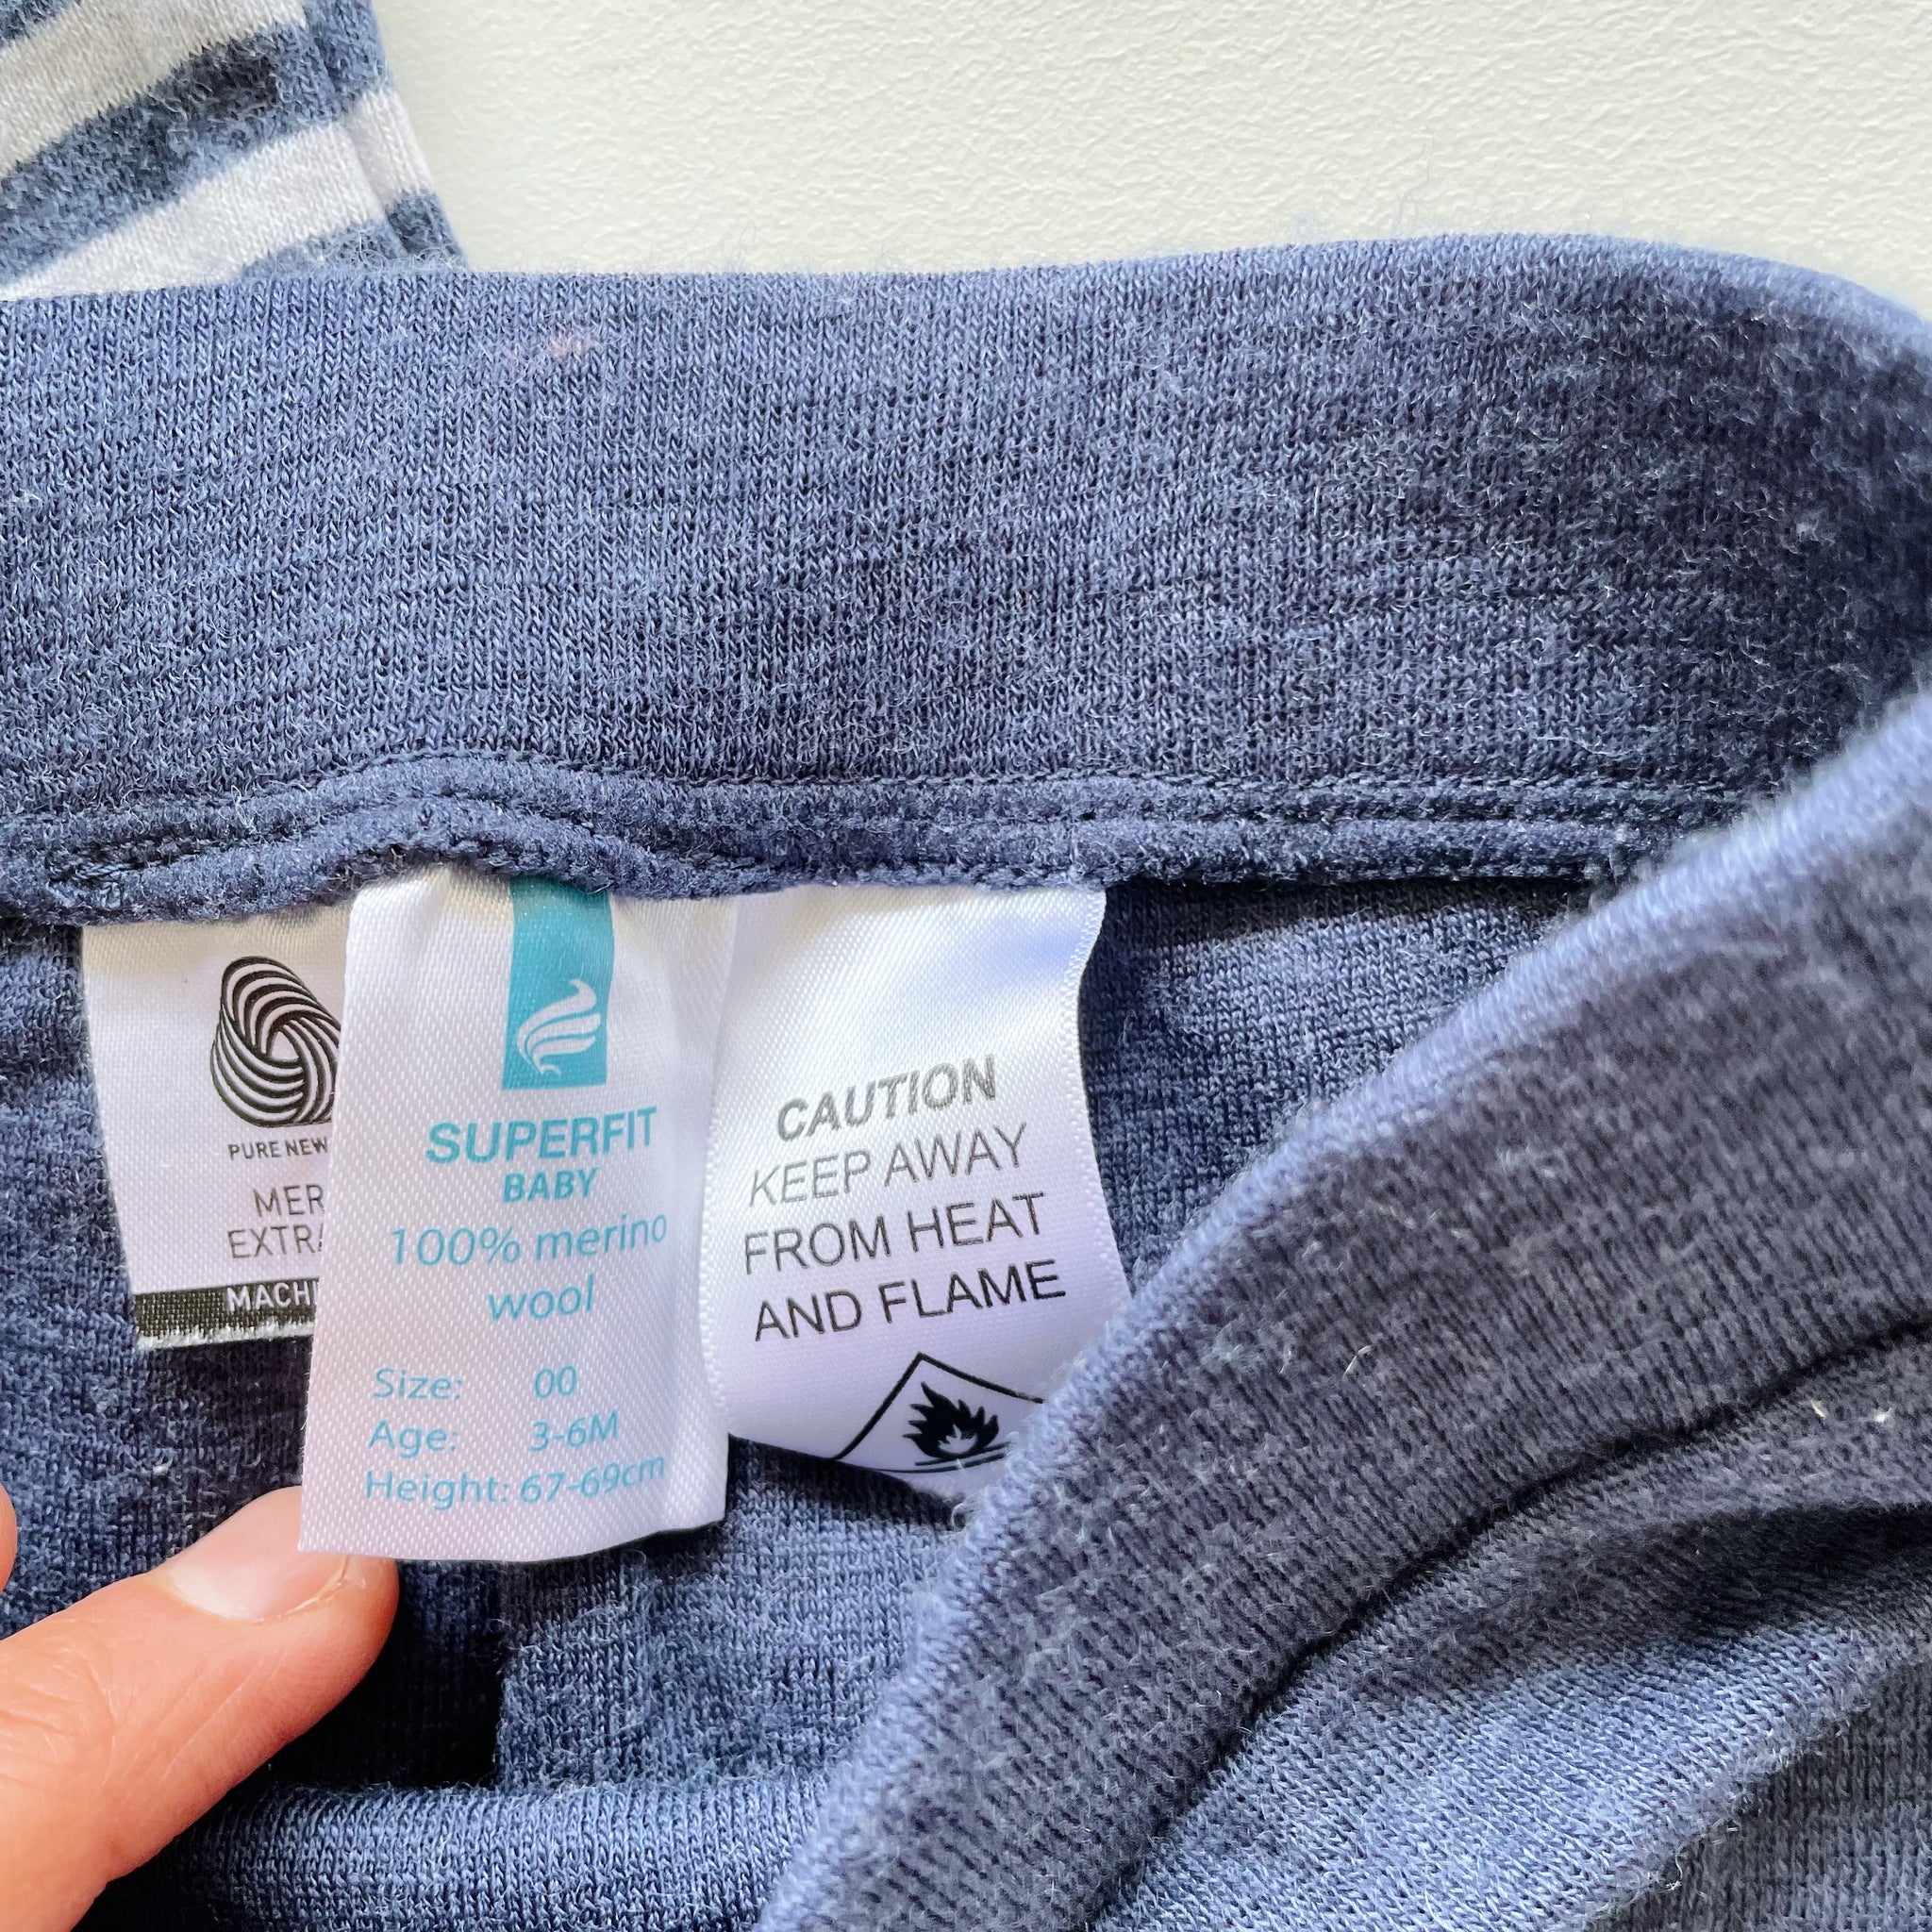 PURE NEW
MER
EXTRA
MACHI
SUPERFIT
BABY
100% merino
wool
Size: 00
Age: 3-6M
Height: 67-69cm
CAUTION
KEEP AWAY
FROM HEAT
AND FLAME